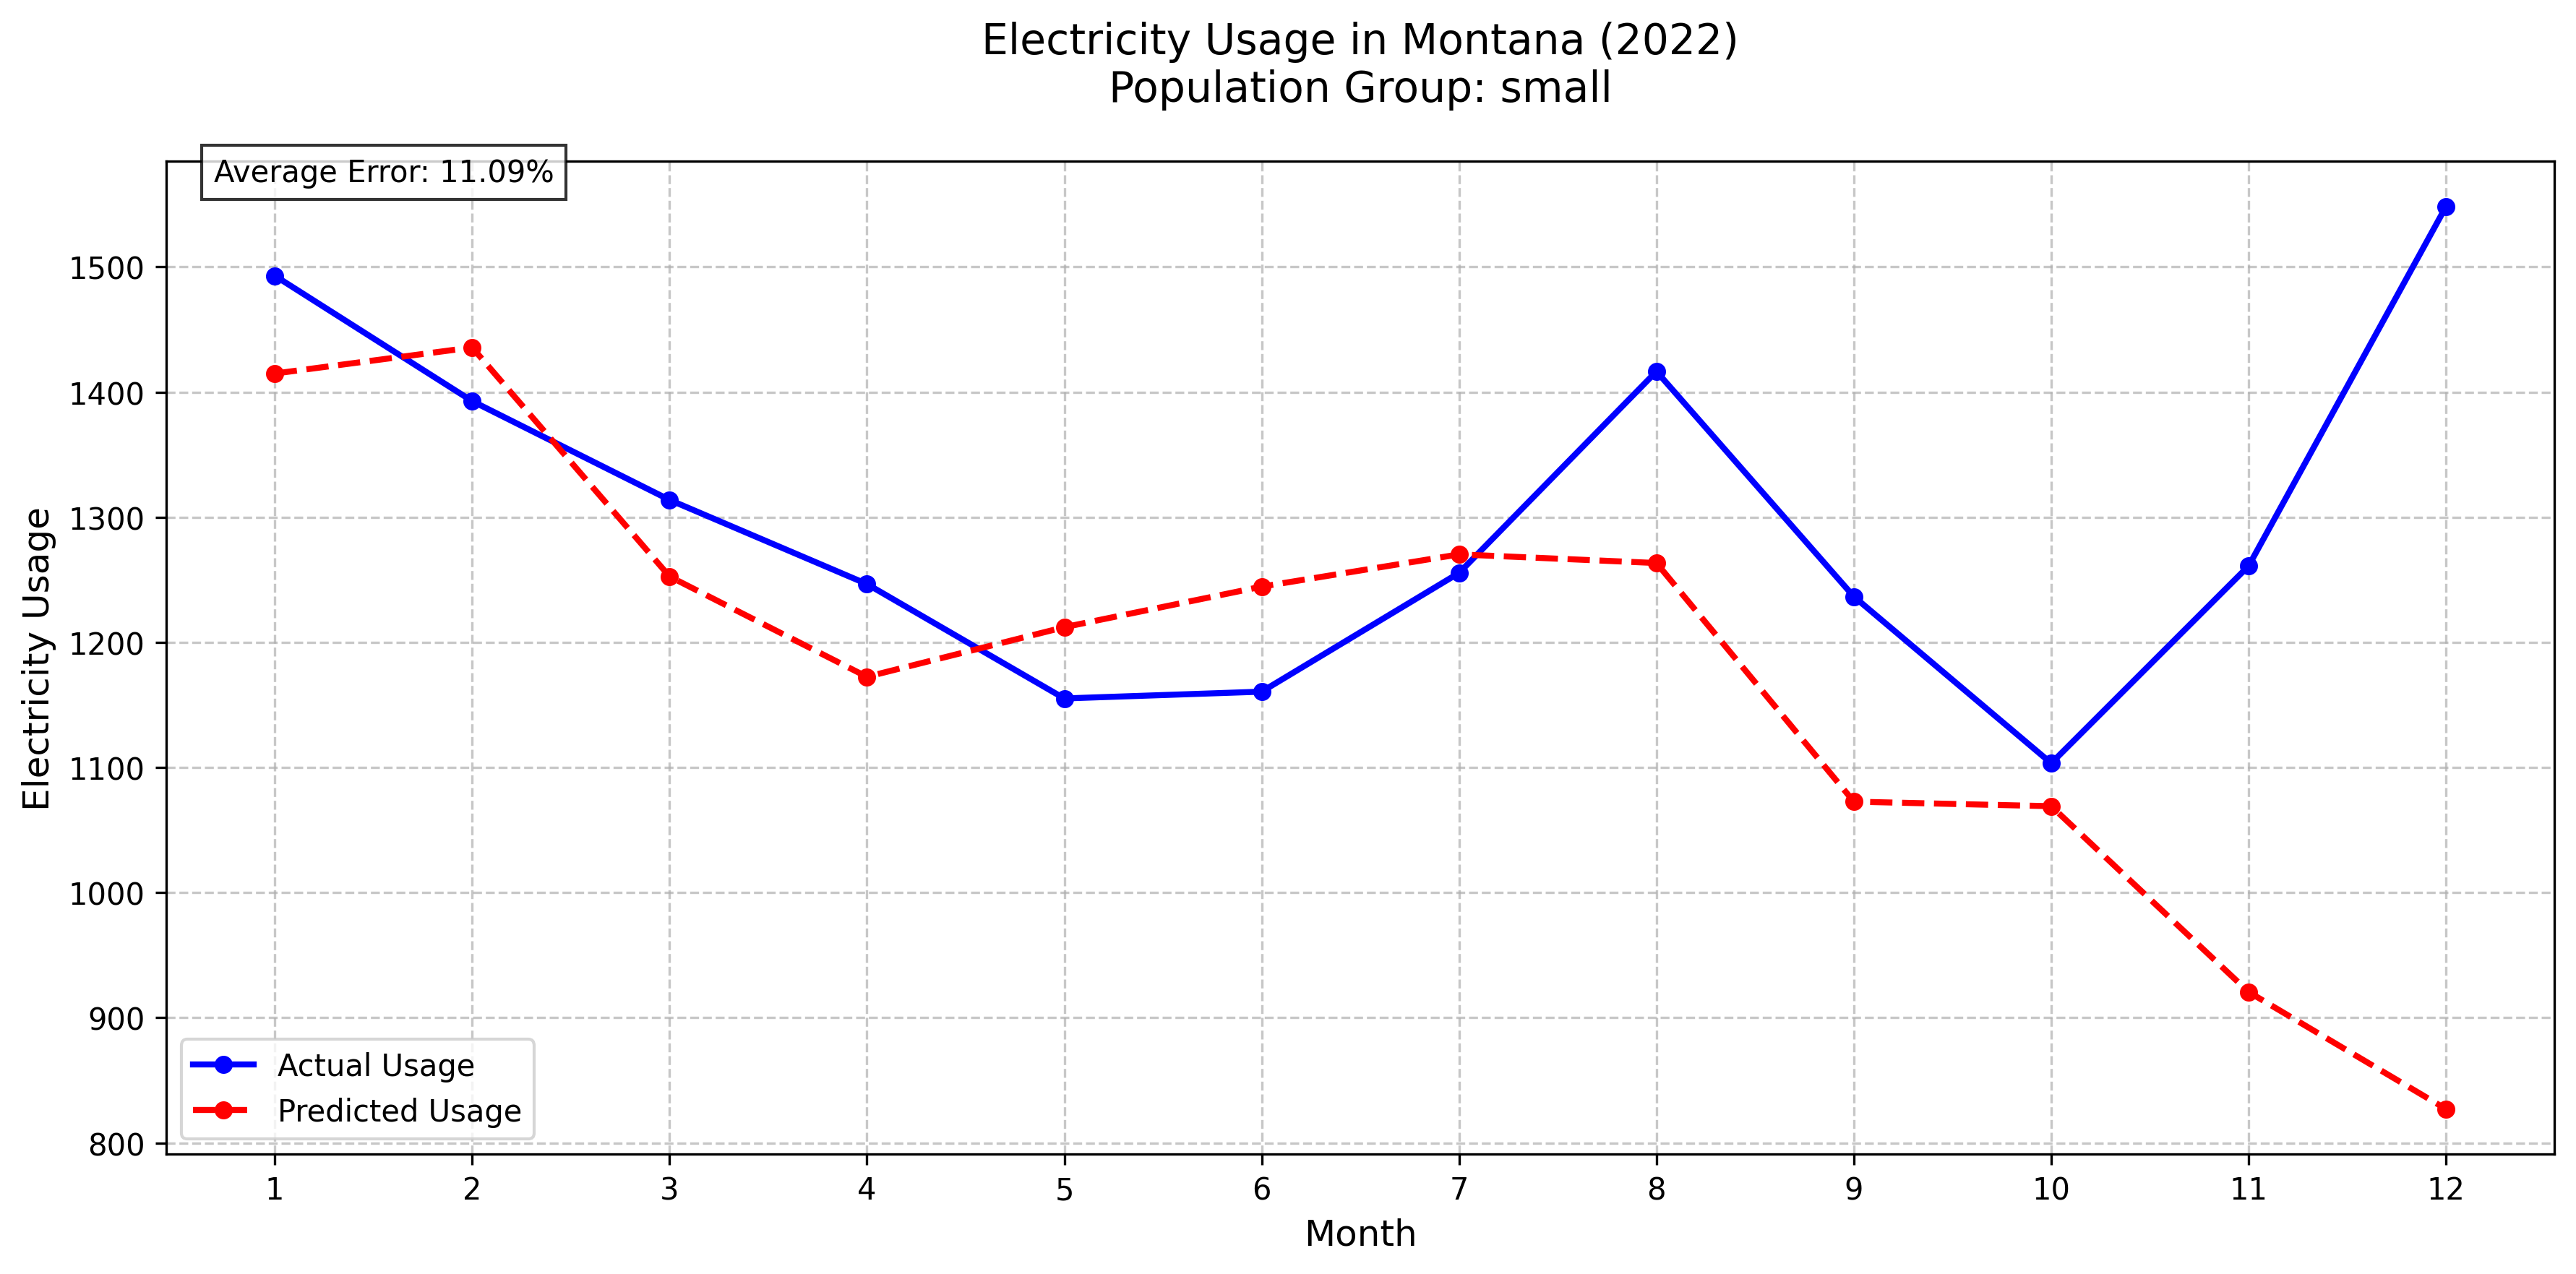 Electricity Usage in Montana (2022)
Population Group: small
Average Error: 11.09%
Electricity Usage
1500
1400
1300
1200
1100
1000
900
800
Actual Usage
Predicted Usage
1 2 3 4 5 6 7 8 9 10 11 12
Month